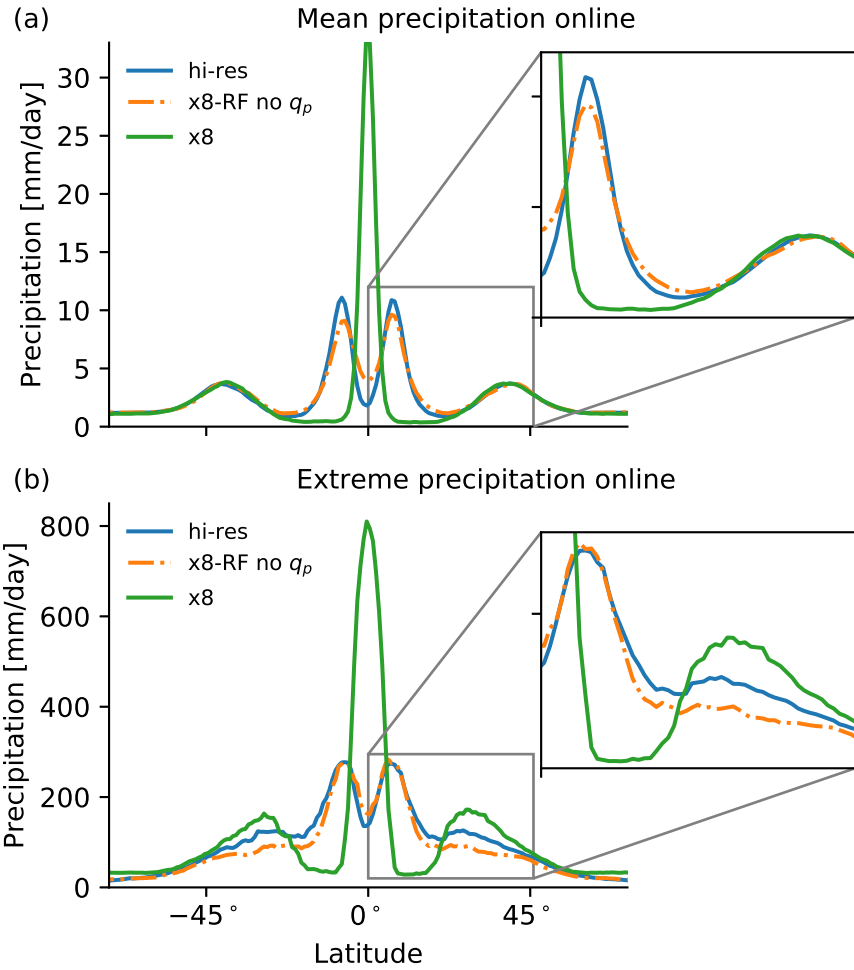 (a)
Mean precipitation online
Precipitation [mm/day]
30
25
20
15
10
5
0
hi-res
x8-RF no qₚ
x8
(b)
Extreme precipitation online
Precipitation [mm/day]
800
600
400
200
0
hi-res
x8-RF no qₚ
x8
−45° 0° 45°
Latitude